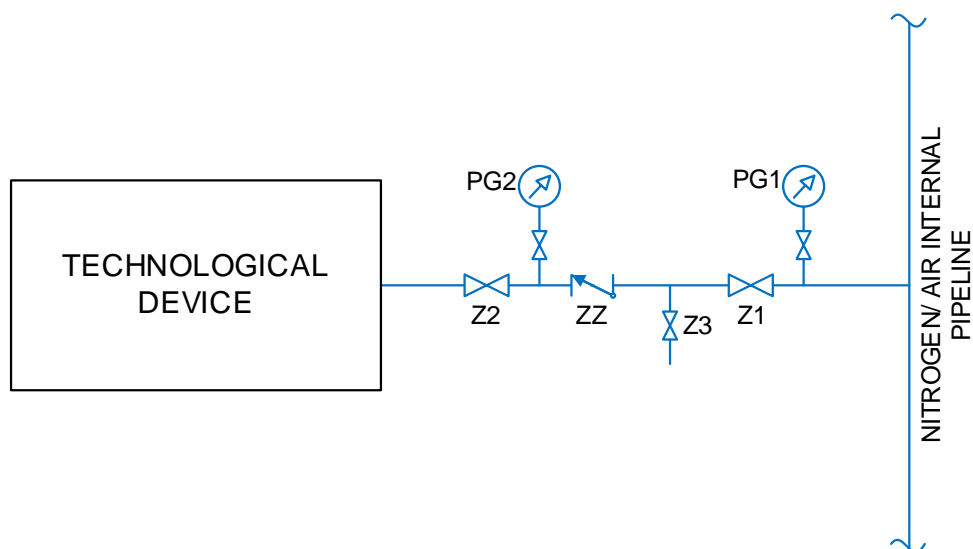 PG2
PG1
TECHNOLOGICAL
DEVICE
Z2
ZZ
Z3
Z1
NITROGEN/ AIR INTERNAL
PIPELINE